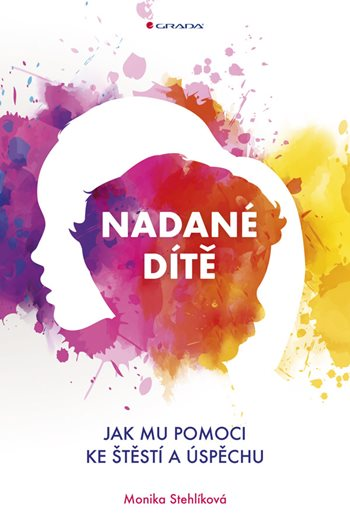 GRADA
NADANÉ
DÍTĚ
JAK MU POMOCI
KE ŠTĚSTÍ A ÚSPĚCHU
Monika Stehlíková